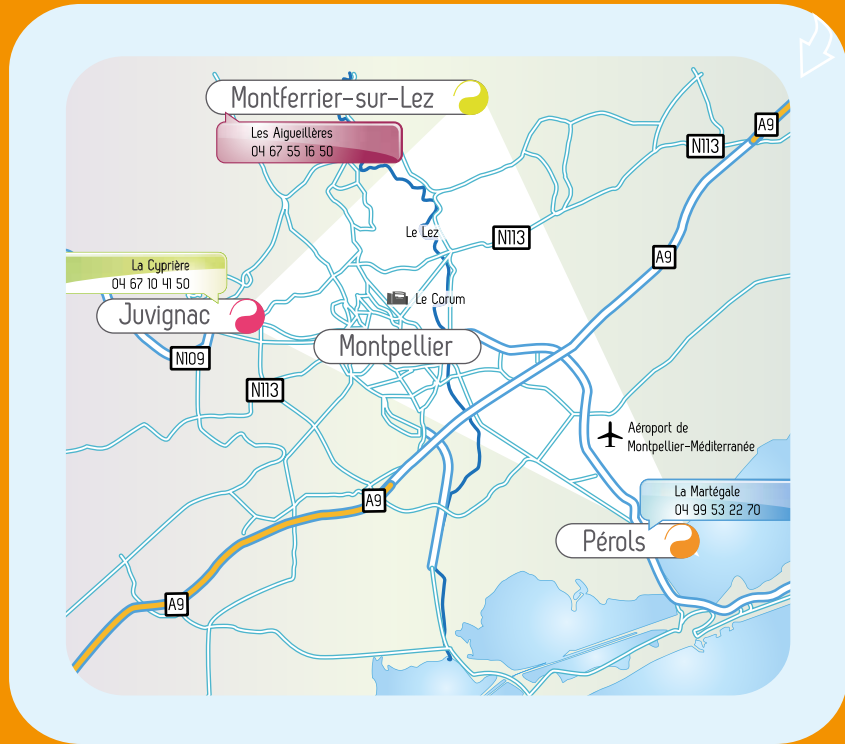 Montferrier-sur-Lez
Les Aigueillères
04 67 55 16 50
A9
N113
Le Lez
N113
A9
La Cyprière
04 67 10 41 50
Le Corum
Juvignac
Montpellier
N109
N113
Aéroport de
Montpellier-Méditerranée
A9
La Martégale
04 99 53 22 70
Pérols
A9